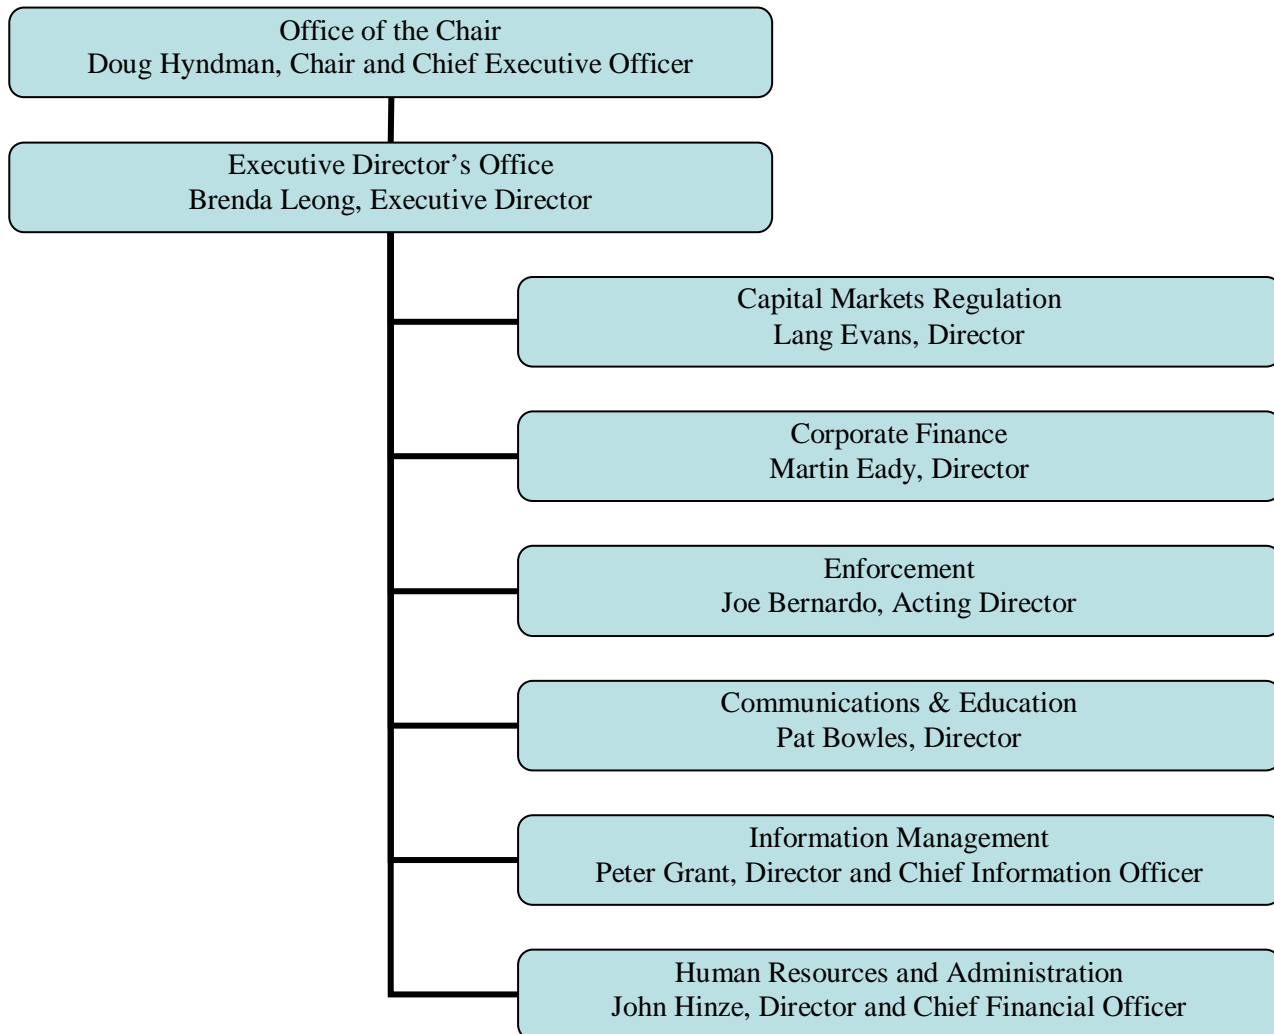 Office of the Chair
Doug Hyndman, Chair and Chief Executive Officer
Executive Director’s Office
Brenda Leong, Executive Director
Capital Markets Regulation
Lang Evans, Director
Corporate Finance
Martin Eady, Director
Enforcement
Joe Bernardo, Acting Director
Communications & Education
Pat Bowles, Director
Information Management
Peter Grant, Director and Chief Information Officer
Human Resources and Administration
John Hinze, Director and Chief Financial Officer